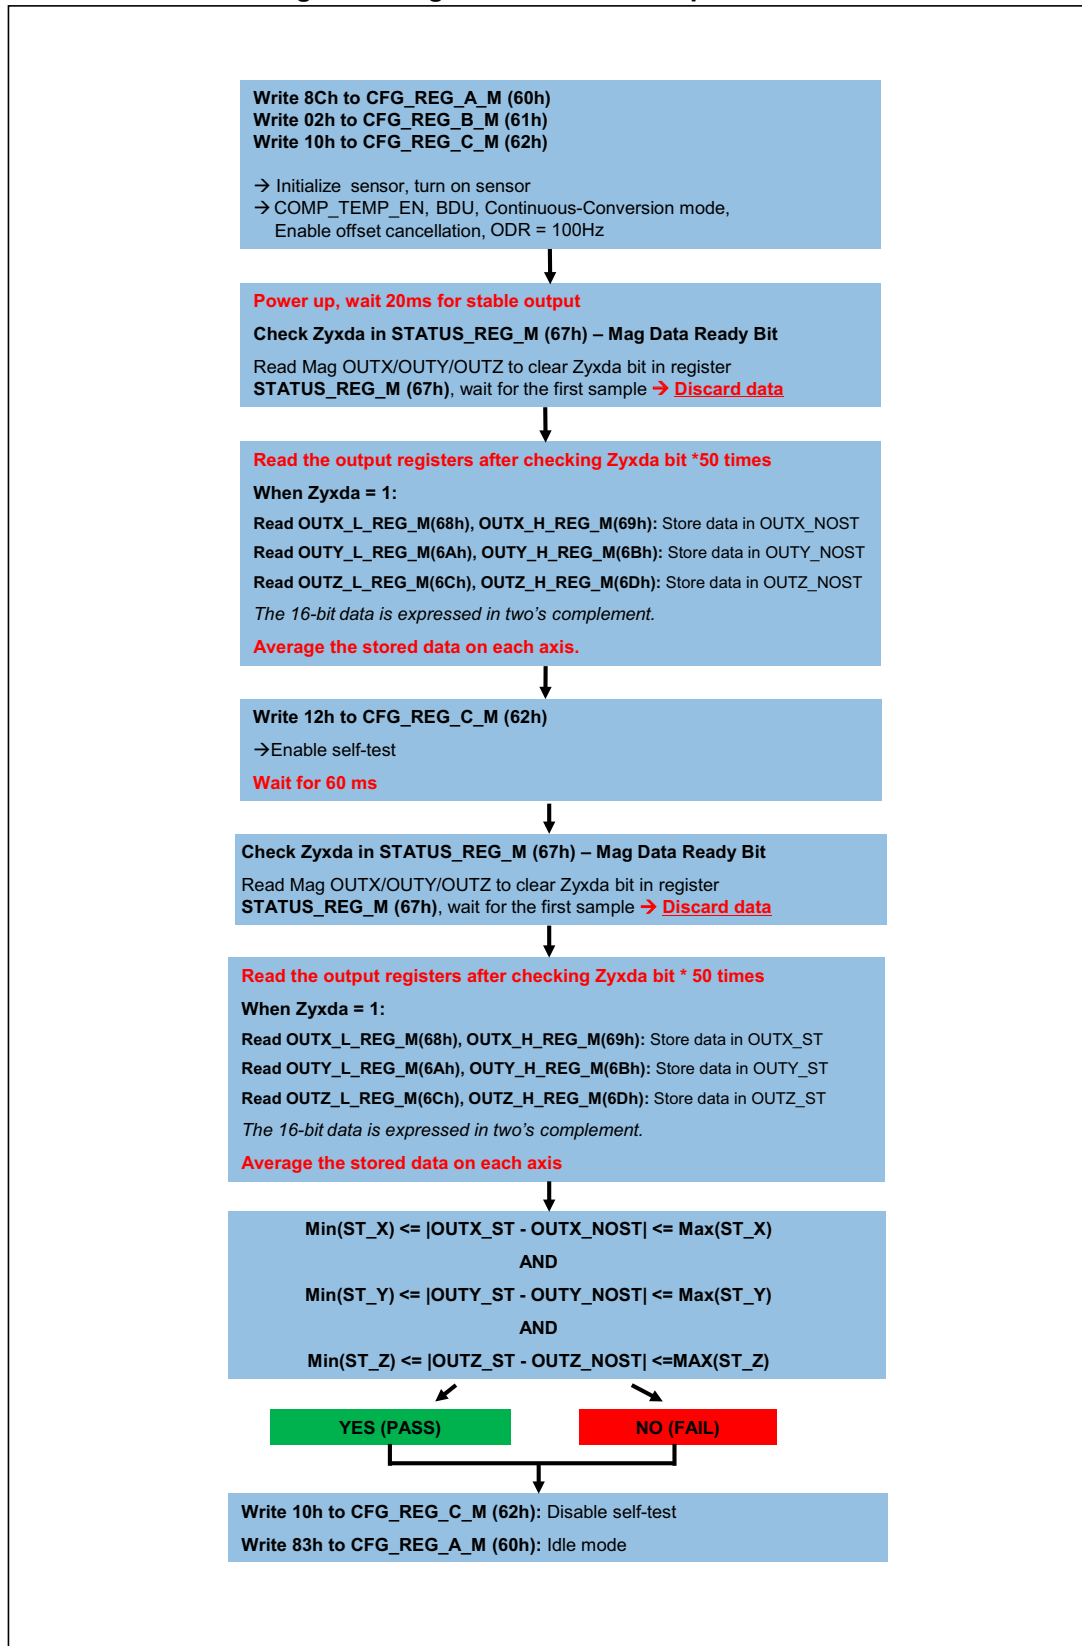 Write 8Ch to CFG_REG_A_M (60h)
Write 02h to CFG_REG_B_M (61h)
Write 10h to CFG_REG_C_M (62h)
→ Initialize sensor, turn on sensor
→ COMP_TEMP_EN, BDU, Continuous-Conversion mode,
Enable offset cancellation, ODR = 100Hz
Power up, wait 20ms for stable output
Check Zyxda in STATUS_REG_M (67h) – Mag Data Ready Bit
Read Mag OUTX/OUTY/OUTZ to clear Zyxda bit in register
STATUS_REG_M (67h), wait for the first sample → Discard data
Read the output registers after checking Zyxda bit *50 times
When Zyxda = 1:
Read OUTX_L_REG_M(68h), OUTX_H_REG_M(69h): Store data in OUTX_NOST
Read OUTY_L_REG_M(6Ah), OUTY_H_REG_M(6Bh): Store data in OUTY_NOST
Read OUTZ_L_REG_M(6Ch), OUTZ_H_REG_M(6Dh): Store data in OUTZ_NOST
The 16-bit data is expressed in two's complement.
Average the stored data on each axis.
Write 12h to CFG_REG_C_M (62h)
→Enable self-test
Wait for 60 ms
Check Zyxda in STATUS_REG_M (67h) – Mag Data Ready Bit
Read Mag OUTX/OUTY/OUTZ to clear Zyxda bit in register
STATUS_REG_M (67h), wait for the first sample → Discard data
Read the output registers after checking Zyxda bit * 50 times
When Zyxda = 1:
Read OUTX_L_REG_M(68h), OUTX_H_REG_M(69h): Store data in OUTX_ST
Read OUTY_L_REG_M(6Ah), OUTY_H_REG_M(6Bh): Store data in OUTY_ST
Read OUTZ_L_REG_M(6Ch), OUTZ_H_REG_M(6Dh): Store data in OUTZ_ST
The 16-bit data is expressed in two's complement.
Average the stored data on each axis
Min(ST_X) <= |OUTX_ST - OUTX_NOST| <= Max(ST_X)
AND
Min(ST_Y) <= |OUTY_ST - OUTY_NOST| <= Max(ST_Y)
AND
Min(ST_Z) <= |OUTZ_ST - OUTZ_NOST| <=MAX(ST_Z)
YES (PASS)
NO (FAIL)
Write 10h to CFG_REG_C_M (62h): Disable self-test
Write 83h to CFG_REG_A_M (60h): Idle mode